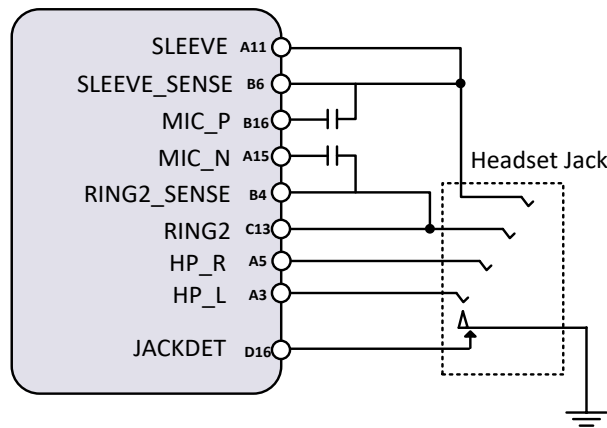 SLEEVE A11
SLEEVE_SENSE B6
MIC_P B16
MIC_N A15
Headset Jack
RING2_SENSE B4
RING2 C13
HP_R A5
HP_L A3
JACKDET D16